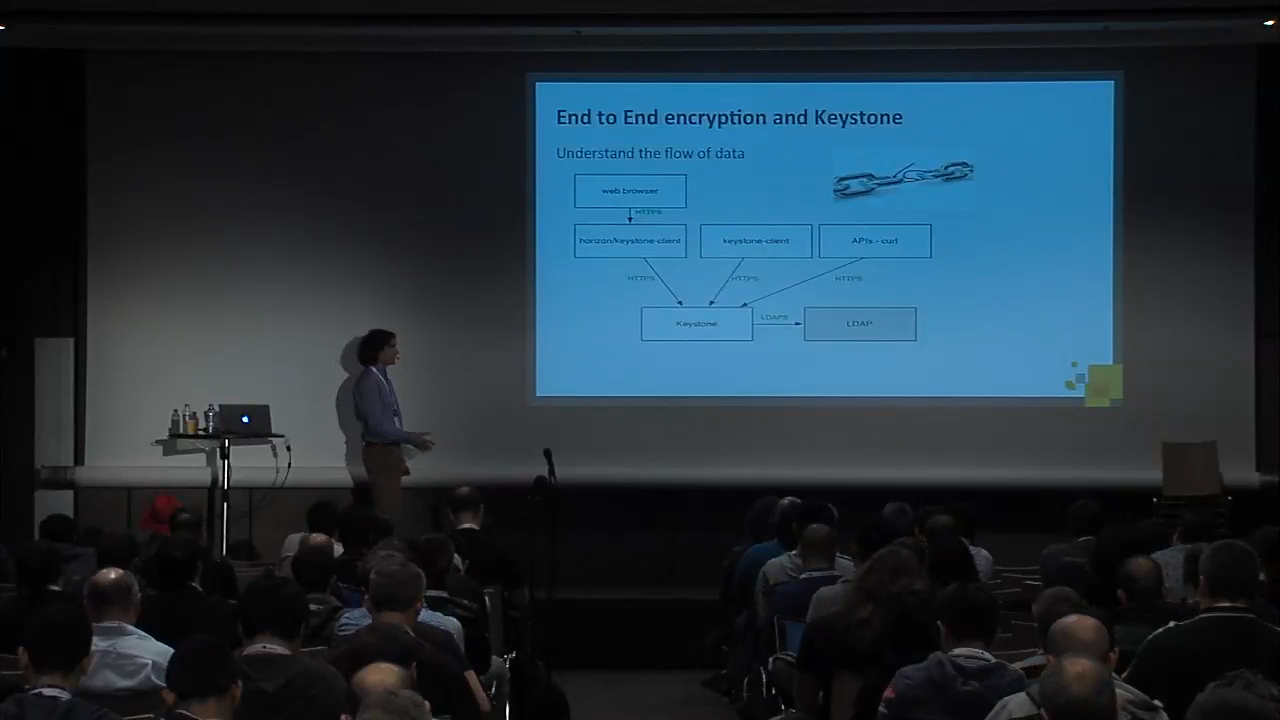 End to End encryption and Keystone
Understand the flow of data
web browser
HTTPS
horizon/keystone-client
keystone-client
APIs - curl
HTTPS
HTTPS
HTTPS
Keystone
LDAPS
LDAP